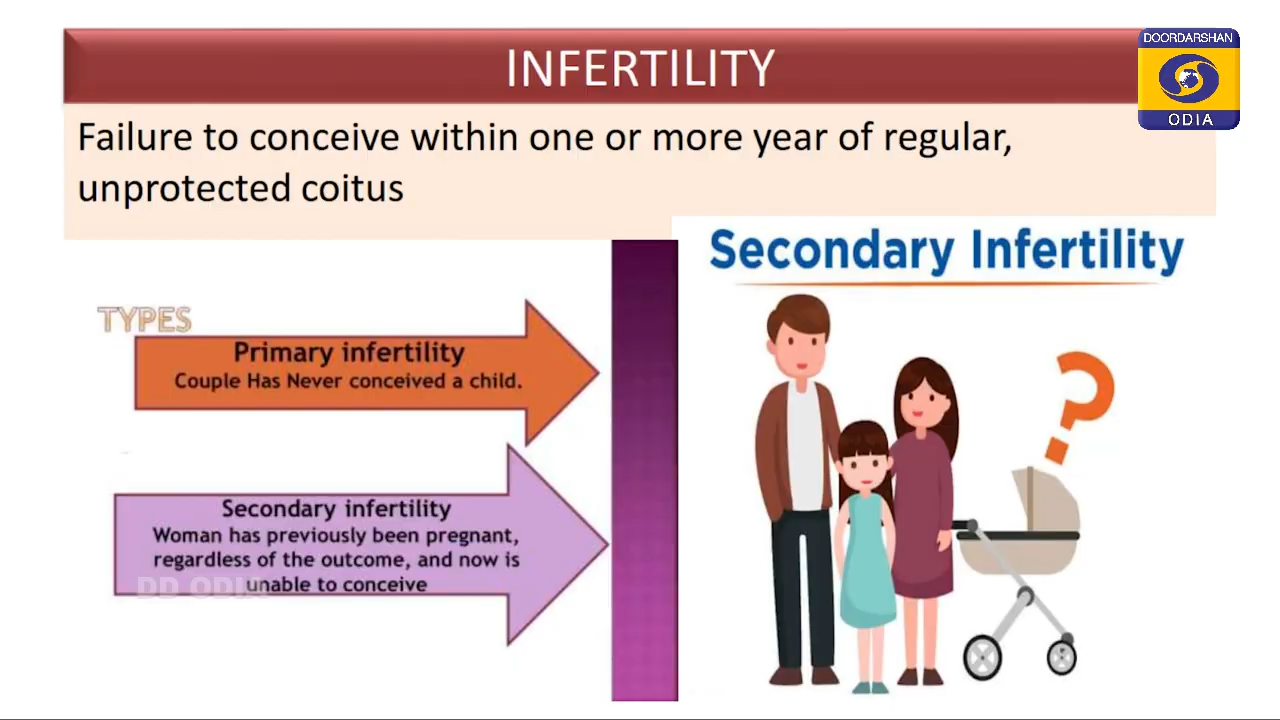 INFERTILITY
DOORDARSHAN
ODIA
Failure to conceive within one or more year of regular,
unprotected coitus
TYPES
Primary infertility
Couple Has Never conceived a child.
Secondary infertility
Woman has previously been pregnant,
regardless of the outcome, and now is
unable to conceive
DD ODIA
Secondary Infertility
?